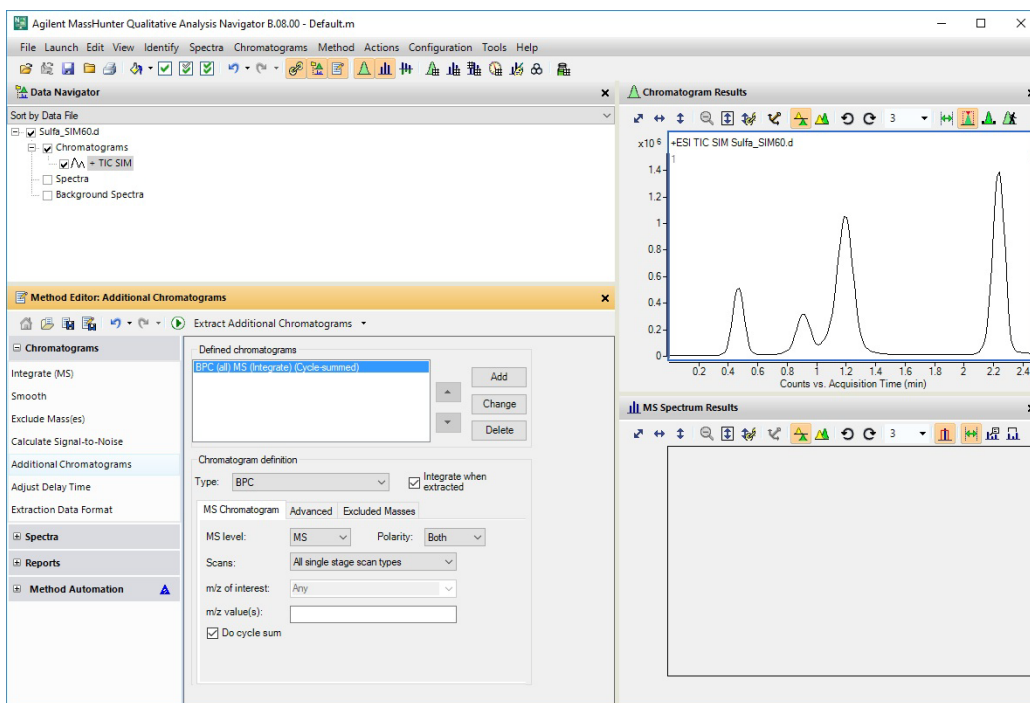 Agilent MassHunter Qualitative Analysis Navigator B.08.00 - Default.m
File Launch Edit View Identify Spectra Chromatograms Method Actions Configuration Tools Help
Data Navigator
Sort by Data File
Sulfa_SIM60.d
Chromatograms
+ TIC SIM
Spectra
Background Spectra
Method Editor: Additional Chromatograms
Extract Additional Chromatograms
Chromatograms
Integrate (MS)
Smooth
Exclude Mass(es)
Calculate Signal-to-Noise
Additional Chromatograms
Adjust Delay Time
Extraction Data Format
Spectra
Reports
Method Automation
Defined chromatograms
BPC (all) MS (Integrate) (Cycle-summed)
Add
Change
Delete
Chromatogram definition
Type: BPC
Integrate when
extracted
MS Chromatogram Advanced Excluded Masses
MS level: MS Polarity: Both
Scans: All single stage scan types
m/z of interest: Any
m/z value(s):
Do cycle sum
Chromatogram Results
3
x10 6 +ESI TIC SIM Sulfa_SIM60.d
1
1.4
1.2
1
0.8
0.6
0.4
0.2
0
0.2 0.4 0.6 0.8 1 1.2 1.4 1.6 1.8 2 2.2 2.4
Counts vs. Acquisition Time (min)
MS Spectrum Results
3